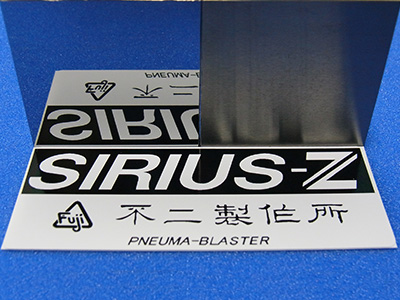 SIRIUS-Z
Fuji 不二製作所
PNEUMA-BLASTER